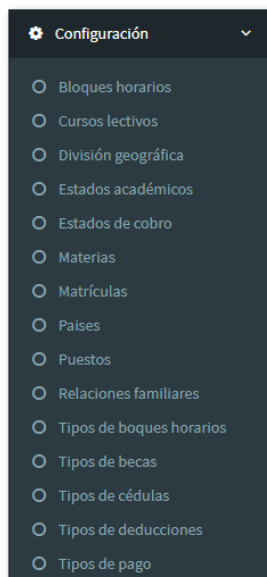 Configuración
Bloques horarios
Cursos lectivos
División geográfica
Estados académicos
Estados de cobro
Materias
Matrículas
Paises
Puestos
Relaciones familiares
Tipos de boques horarios
Tipos de becas
Tipos de cédulas
Tipos de deducciones
Tipos de pago